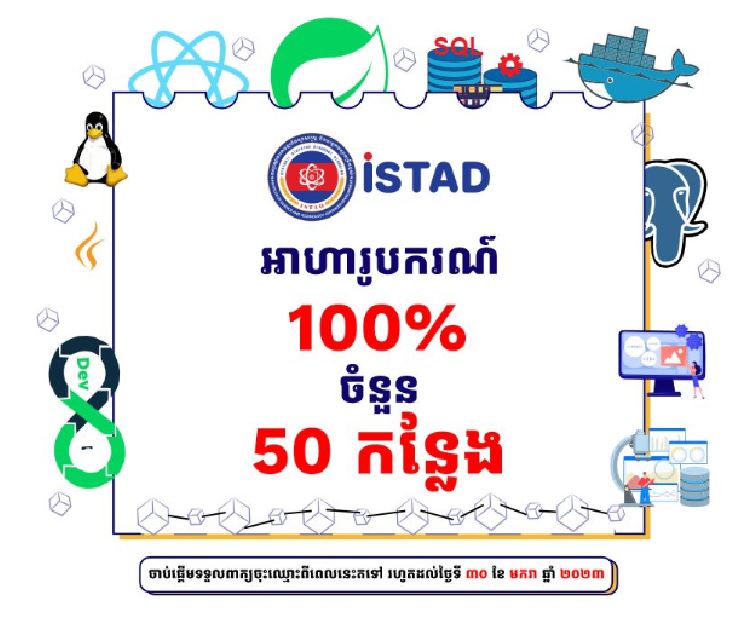 SQL
iSTAD
អាហារូបករណ៍
100%
ចំនួន
50 កន្លែង
Dev
ចាប់ផ្តើមទទួលពាក្យចុះឈ្មោះពីពេលនេះតទៅ រហូតដល់ថ្ងៃទី ៣០ ខែ មករា ឆ្នាំ ២០២៣